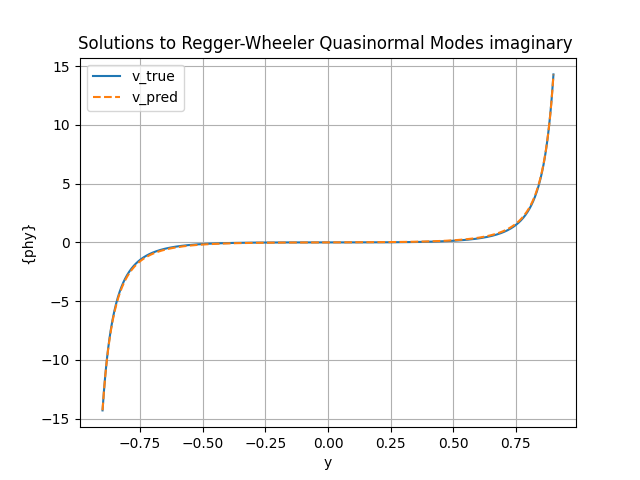 Solutions to Regger-Wheeler Quasinormal Modes imaginary
v_true
v_pred
15
10
5
0
−5
−10
−15
{phy}
−0.75
−0.50
−0.25
0.00
0.25
0.50
0.75
y